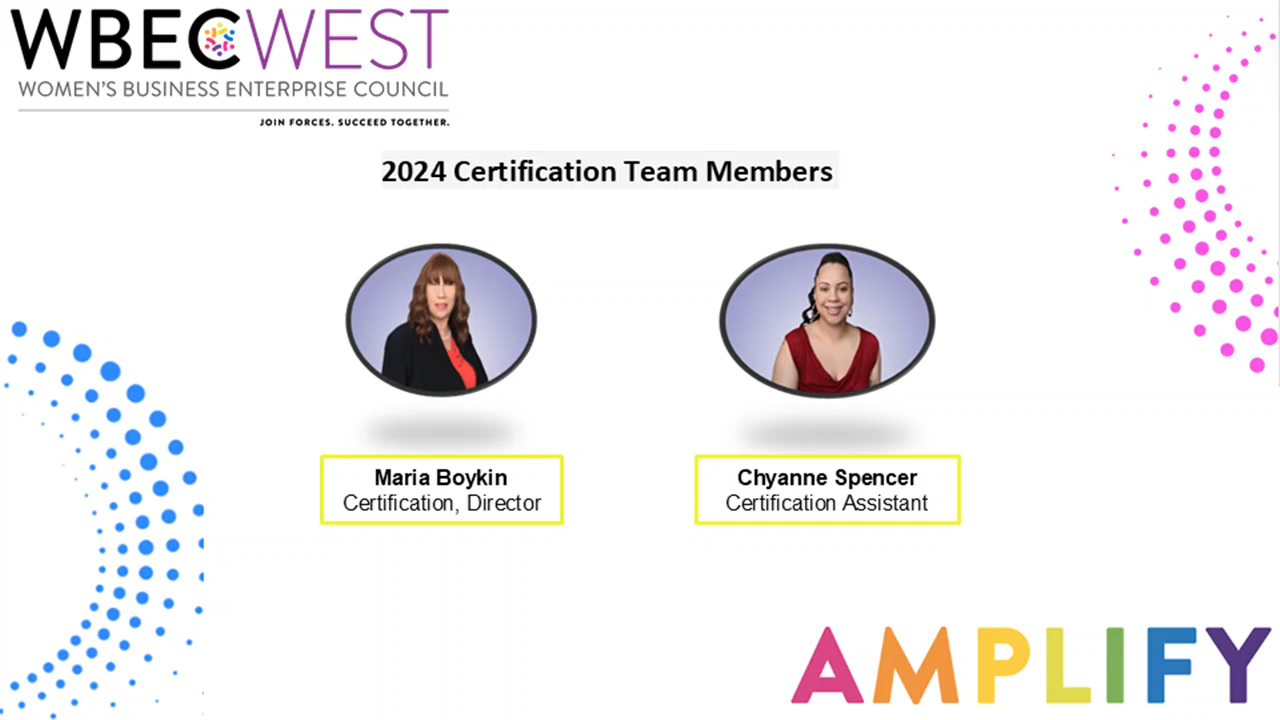 WBECWEST
WOMEN'S BUSINESS ENTERPRISE COUNCIL
JOIN FORCES. SUCCEED TOGETHER.
2024 Certification Team Members
Maria Boykin
Certification, Director
Chyanne Spencer
Certification Assistant
AMPLIFY